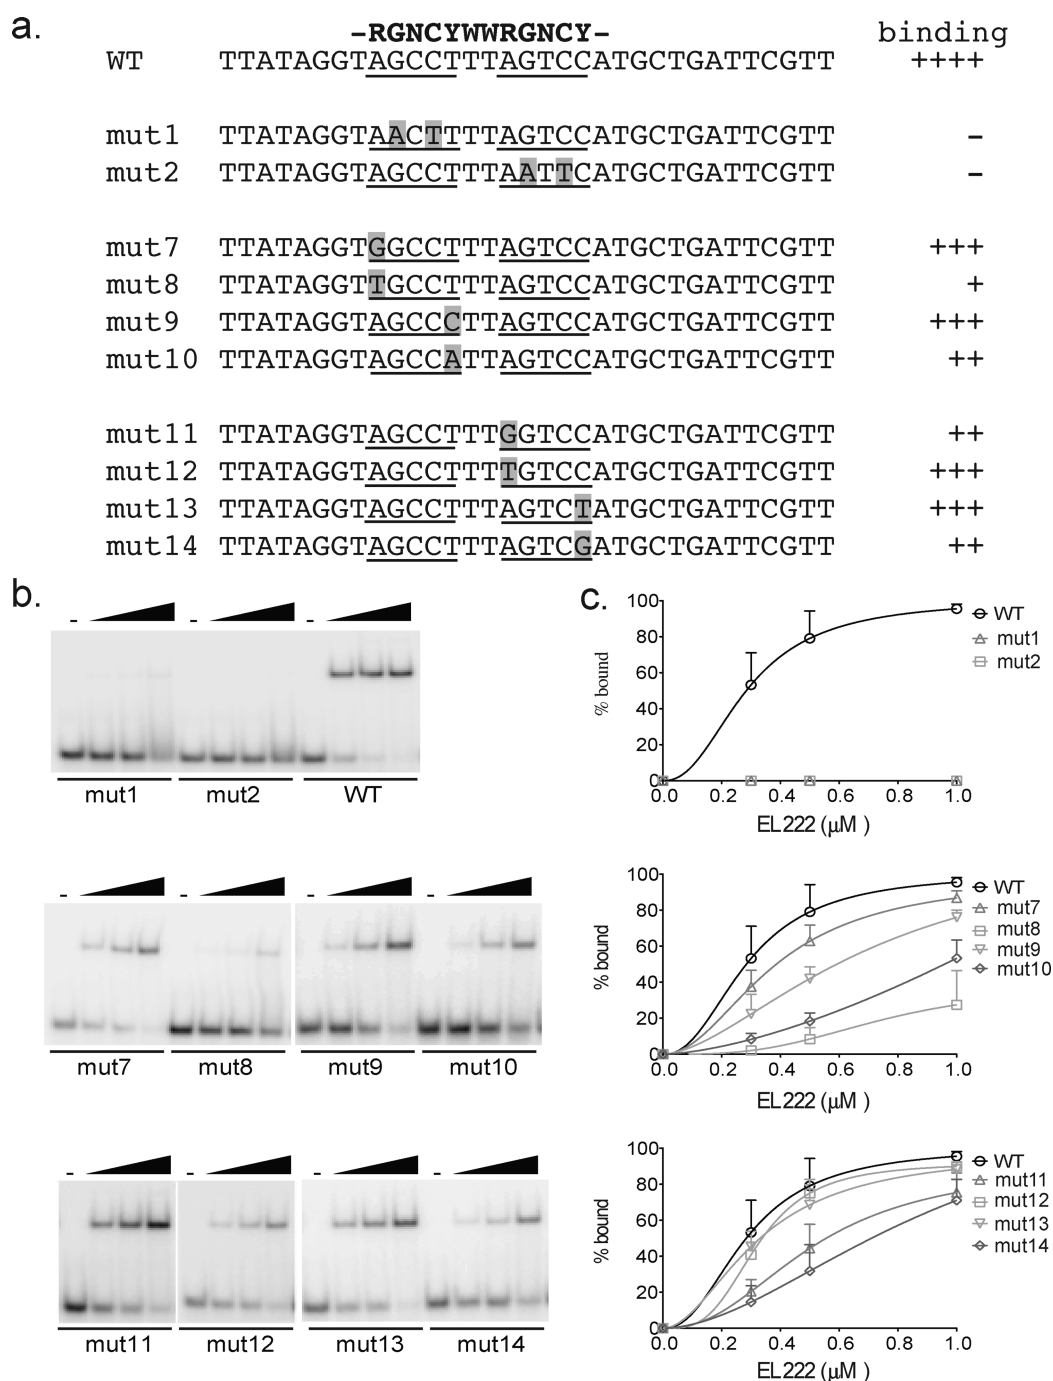 a.
-RGNCYWWRGNCY- binding
WT TTATAGGTAGCCTTTAGTCCATGCTGATTCGTT ++++
mut1 TTATAGGTAACTTTTAGTCCATGCTGATTCGTT -
mut2 TTATAGGTAGCCTTTAATTCATGCTGATTCGTT -
mut7 TTATAGGTGGCCTTTAGTCCATGCTGATTCGTT +++
mut8 TTATAGGTTGCCTTTAGTCCATGCTGATTCGTT +
mut9 TTATAGGTAGCCCTTAGTCCATGCTGATTCGTT +++
mut10 TTATAGGTAGCCATTAGTCCATGCTGATTCGTT ++
mut11 TTATAGGTAGCCTTTGGTCCATGCTGATTCGTT ++
mut12 TTATAGGTAGCCTTTTGTCCATGCTGATTCGTT +++
mut13 TTATAGGTAGCCTTTAGTCTATGCTGATTCGTT +++
mut14 TTATAGGTAGCCTTTAGTCGATGCTGATTCGTT ++
b.
- - -
mut1 mut2 WT
- - - -
mut7 mut8 mut9 mut10
- - - -
mut11 mut12 mut13 mut14
c.
% bound
100
80
60
40
20
0
0.0 0.2 0.4 0.6 0.8 1.0
EL222 (μM )
WT
mut1
mut2
% bound
100
80
60
40
20
0
0.0 0.2 0.4 0.6 0.8 1.0
EL222 (μM )
WT
mut7
mut8
mut9
mut10
% bound
100
80
60
40
20
0
0.0 0.2 0.4 0.6 0.8 1.0
EL222 (μM )
WT
mut11
mut12
mut13
mut14